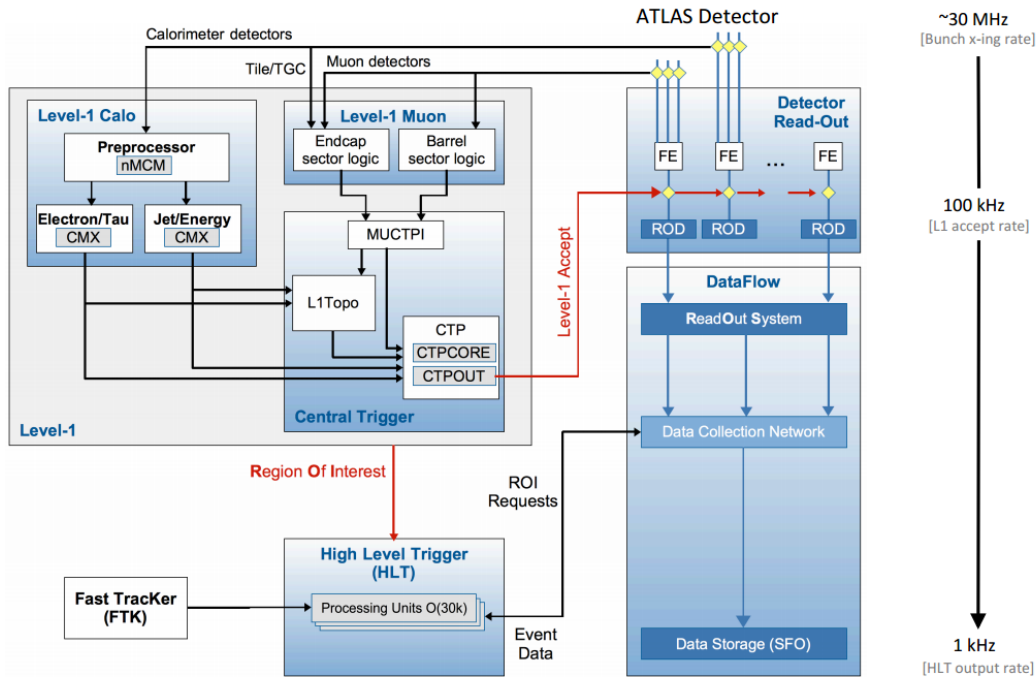 ATLAS Detector
~30 MHz
[Bunch x-ing rate]
Calorimeter detectors
Tile/TGC
Muon detectors
Level-1 Calo
Preprocessor
nMCM
Electron/Tau
CMX
Jet/Energy
CMX
Level-1 Muon
Endcap
sector logic
Barrel
sector logic
MUCTPI
L1Topo
CTP
CTPCORE
CTPOUT
Central Trigger
Level-1
Level-1 Accept
Detector
Read-Out
FE
FE
...
FE
ROD
ROD
ROD
100 kHz
[L1 accept rate]
DataFlow
ReadOut System
Data Collection Network
Data Storage (SFO)
Region Of Interest
ROI
Requests
High Level Trigger
(HLT)
Processing Units O(30k)
Fast TracKer
(FTK)
Event
Data
1 kHz
[HLT output rate]